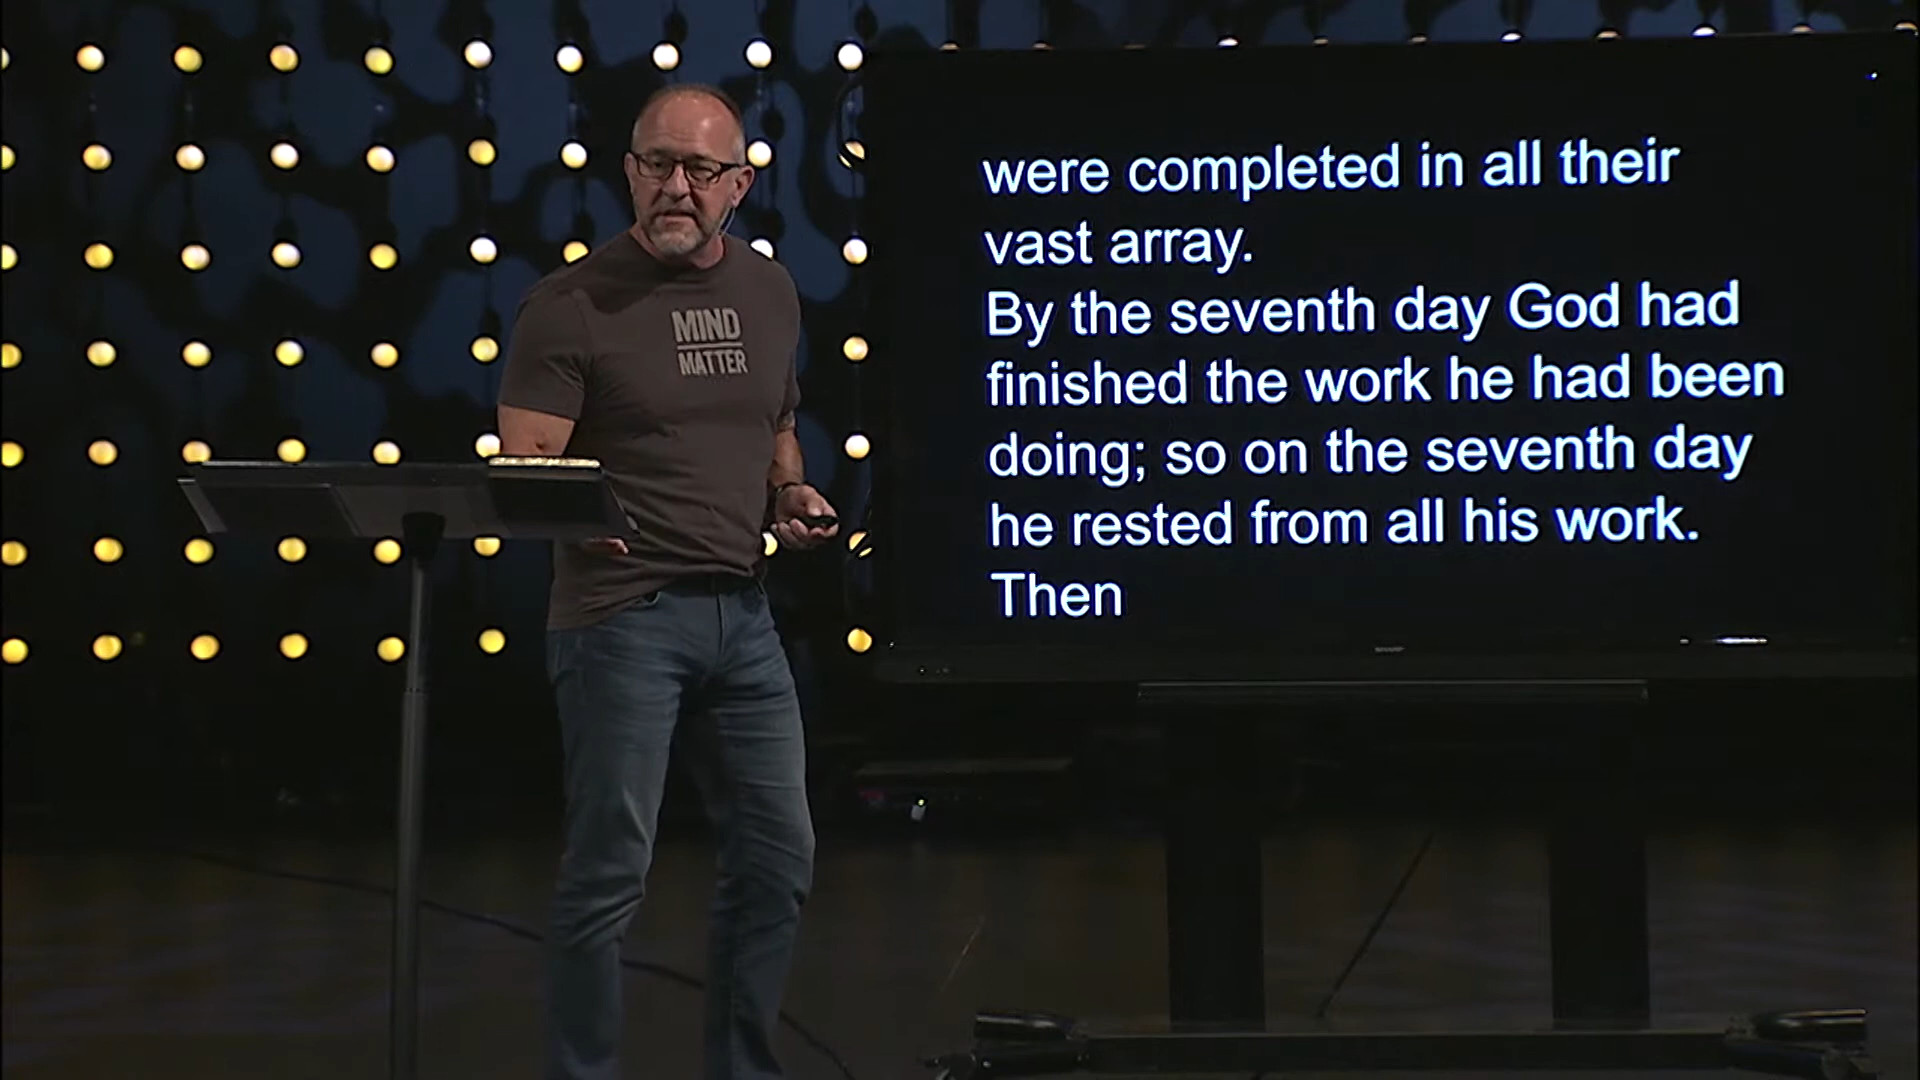 MIND
MATTER
were completed in all their
vast array.
By the seventh day God had
finished the work he had been
doing; so on the seventh day
he rested from all his work.
Then
SHARP